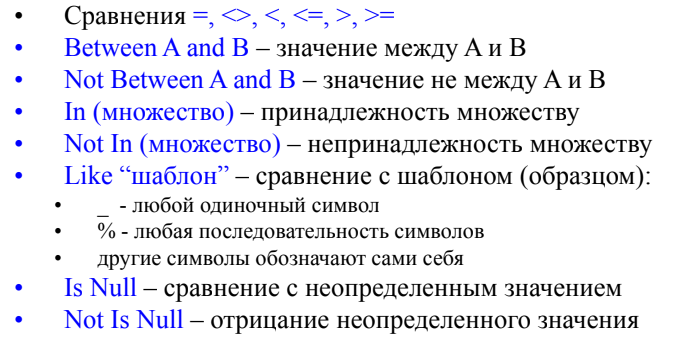 • Сравнения =, <>, <, <=, >, >=
• Between A and B – значение между A и B
• Not Between A and B – значение не между A и B
• In (множество) – принадлежность множеству
• Not In (множество) – непринадлежность множеству
• Like “шаблон” – сравнение с шаблоном (образцом):
• _ - любой одиночный символ
• % - любая последовательность символов
• другие символы обозначают сами себя
• Is Null – сравнение с неопределенным значением
• Not Is Null – отрицание неопределенного значения